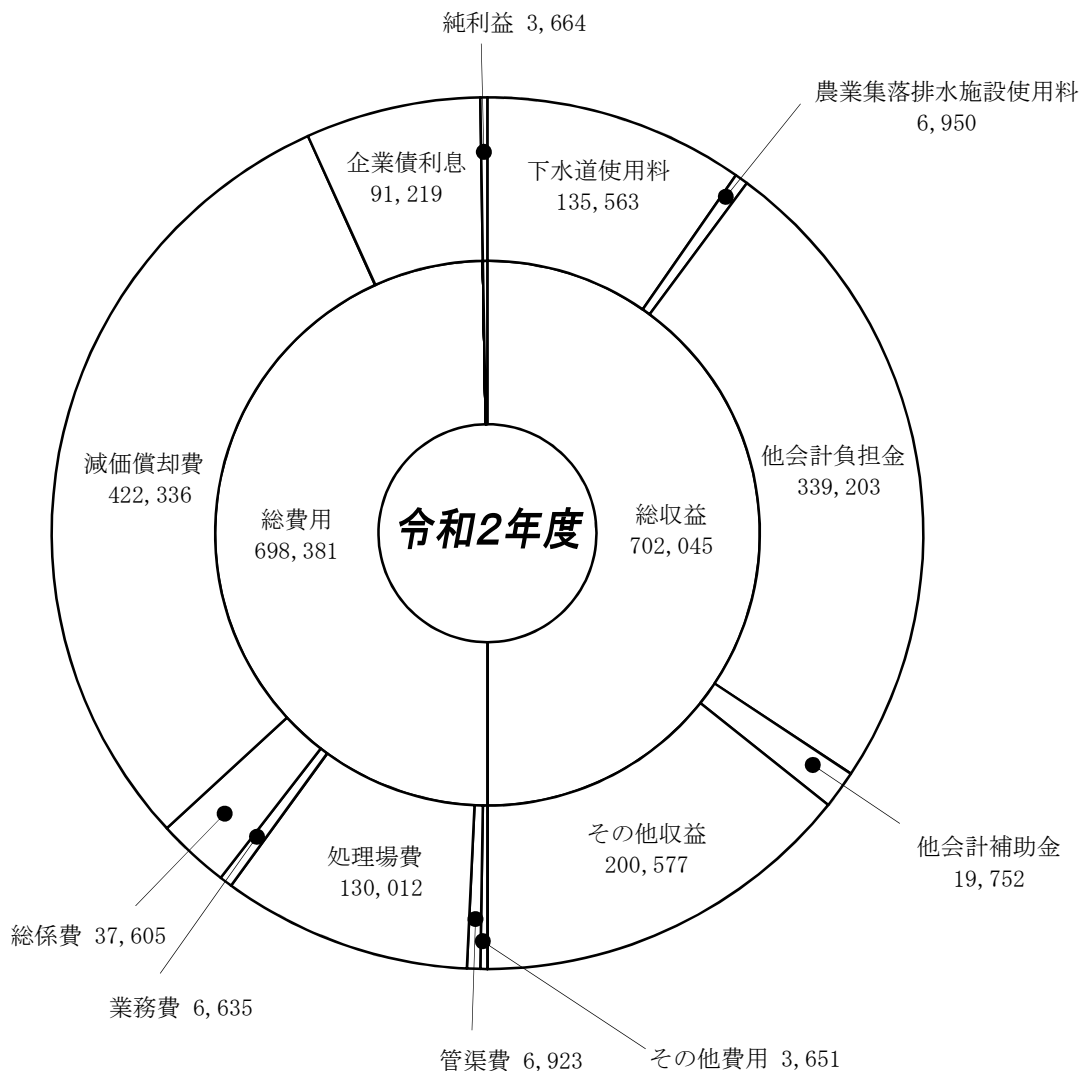 純利益 3,664
農業集落排水施設使用料
6,950
企業債利息
91,219
下水道使用料
135,563
減価償却費
422,336
他会計負担金
339,203
総費用
698,381
令和2年度
総収益
702,045
処理場費
130,012
その他収益
200,577
他会計補助金
19,752
総係費 37,605
業務費 6,635
管渠費 6,923
その他費用 3,651